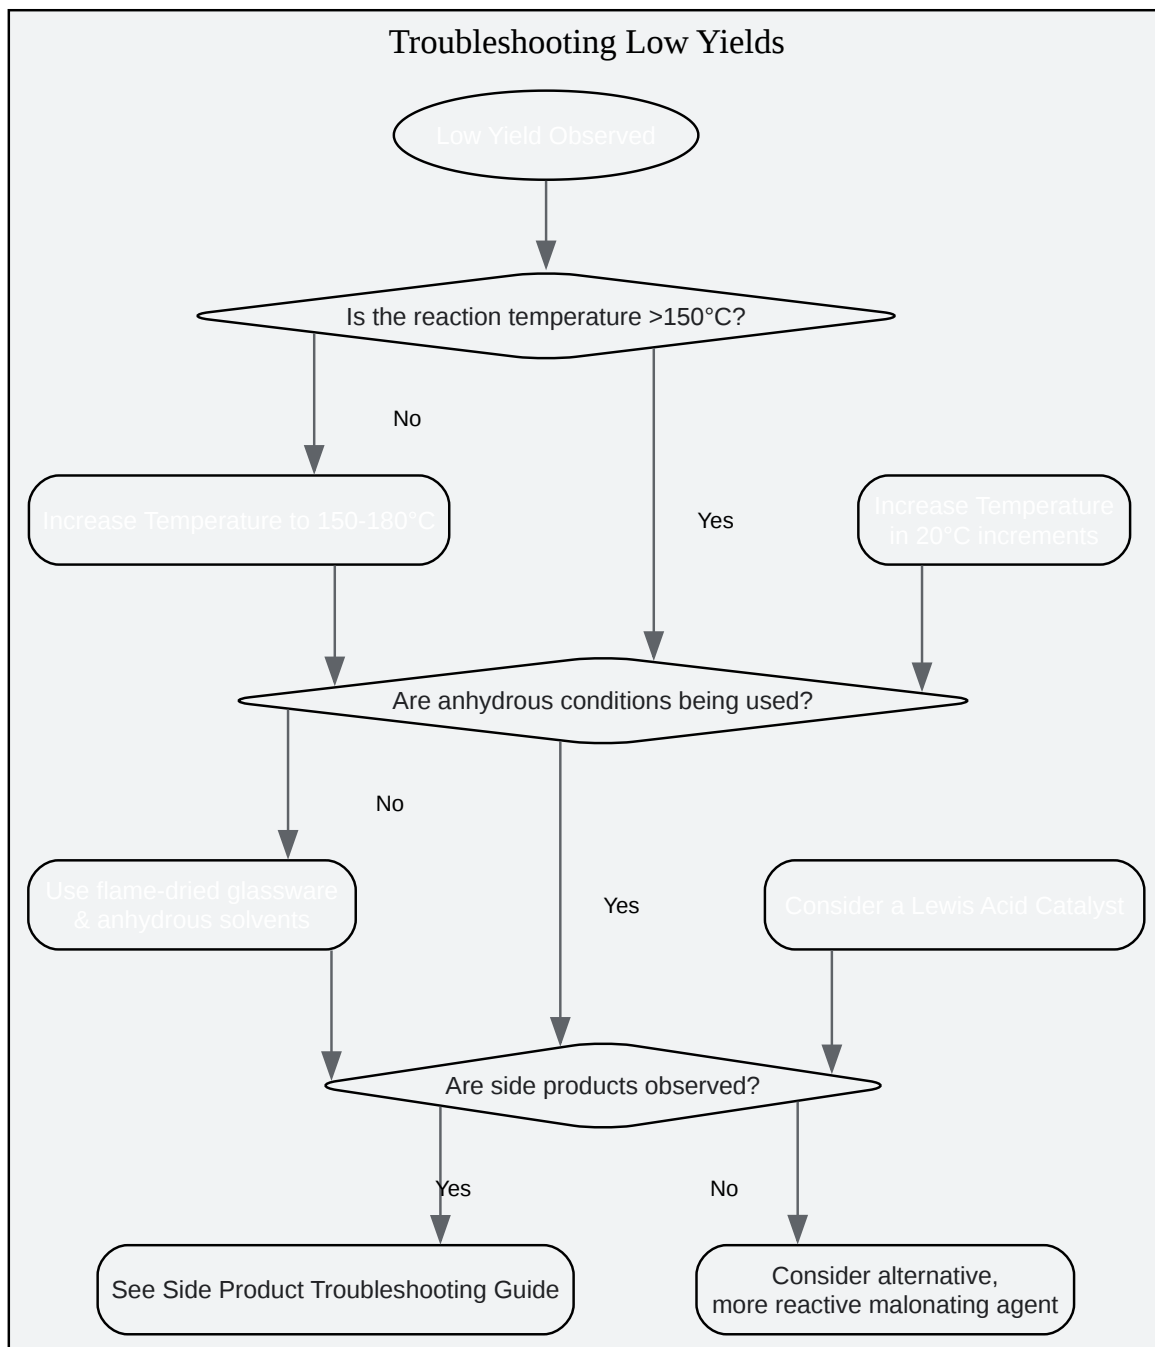 Troubleshooting Low Yields
Low Yield Observed
Is the reaction temperature >150°C?
No
Increase Temperature to 150-180°C
Yes
Increase Temperature
in 20°C increments
Are anhydrous conditions being used?
No
Use flame-dried glassware
& anhydrous solvents
Yes
Consider a Lewis Acid Catalyst
Are side products observed?
Yes
No
See Side Product Troubleshooting Guide
Consider alternative,
more reactive malonating agent